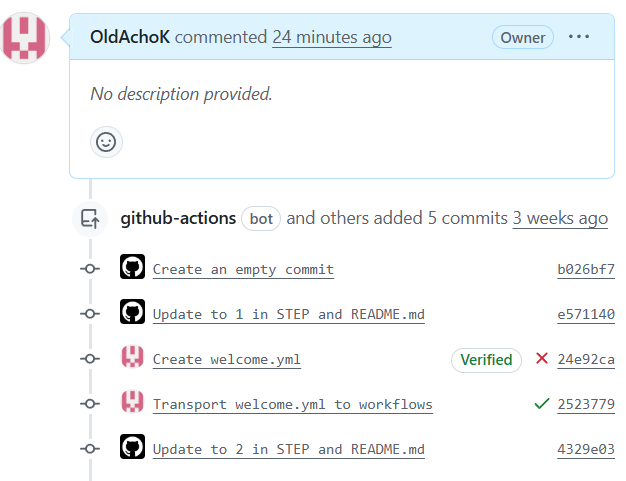 OldAchoK commented 24 minutes ago Owner ...
No description provided.
github-actions bot and others added 5 commits 3 weeks ago
Create an empty commit b026bf7
Update to 1 in STEP and README.md e571140
Create welcome.yml Verified 24e92ca
Transport welcome.yml to workflows 2523779
Update to 2 in STEP and README.md 4329e03